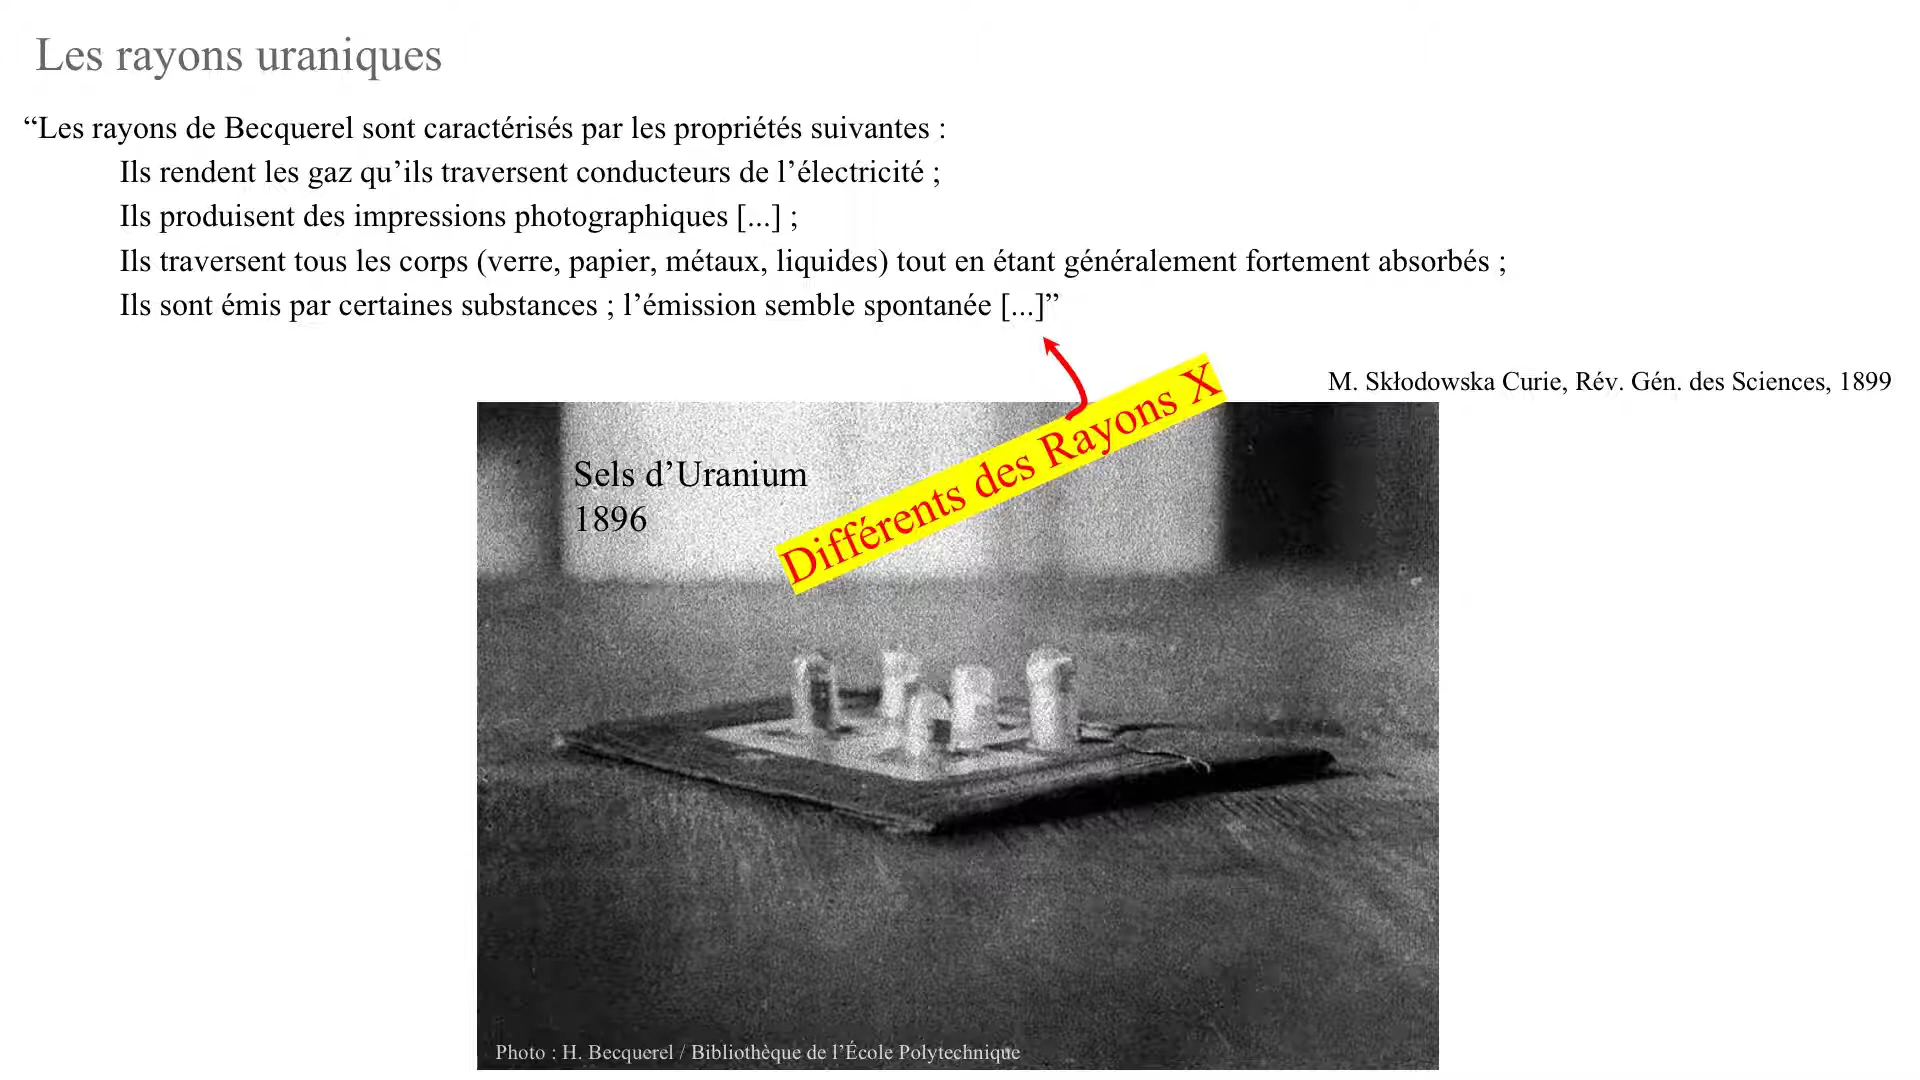 Les rayons uraniques
“Les rayons de Becquerel sont caractérisés par les propriétés suivantes :
Ils rendent les gaz qu’ils traversent conducteurs de l’électricité ;
Ils produisent des impressions photographiques [...] ;
Ils traversent tous les corps (verre, papier, métaux, liquides) tout en étant généralement fortement absorbés ;
Ils sont émis par certaines substances ; l’émission semble spontanée [...]”
M. Skłodowska Curie, Rév. Gén. des Sciences, 1899
Différents des Rayons X
Sels d’Uranium
1896
Photo : H. Becquerel / Bibliothèque de l’École Polytechnique